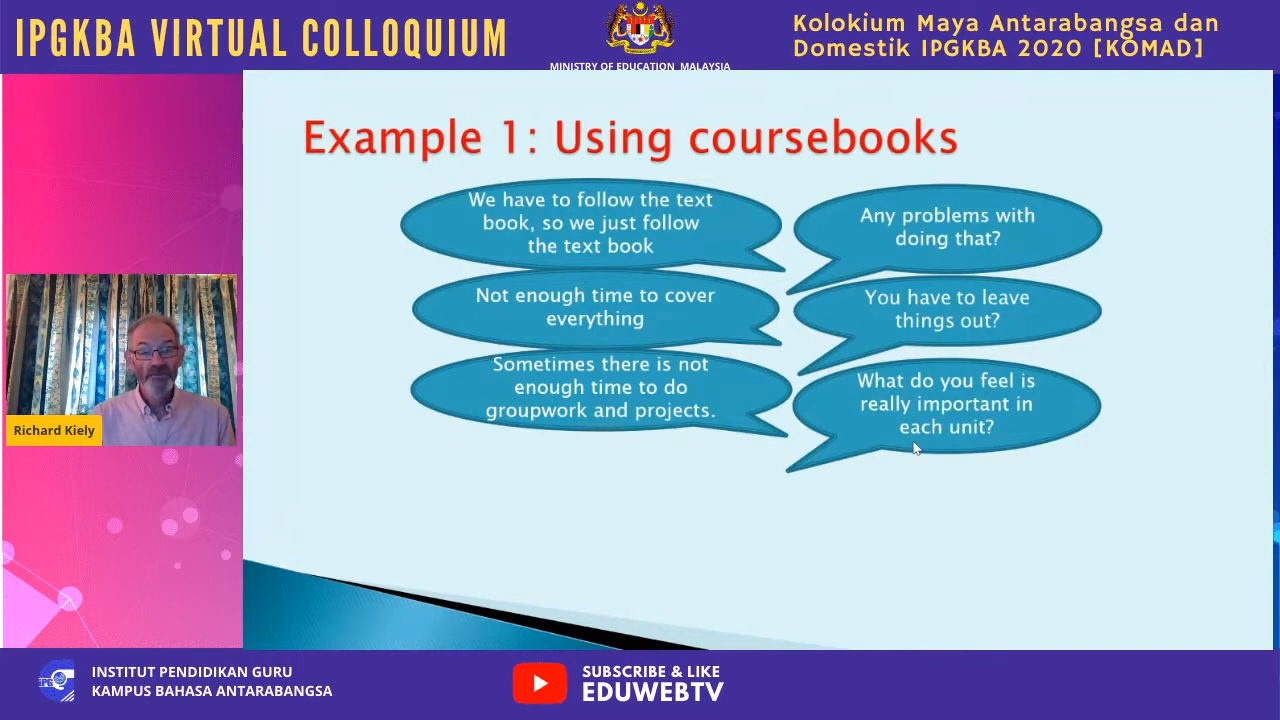 IPGKBA VIRTUAL COLLOQUIUM
MINISTRY OF EDUCATION MALAYSIA
Kolokium Maya Antarabangsa dan
Domestik IPGKBA 2020 [KOMAD]
Example 1: Using coursebooks
We have to follow the text
book, so we just follow
the text book
Any problems with
doing that?
Not enough time to cover
everything
You have to leave
things out?
Sometimes there is not
enough time to do
groupwork and projects.
What do you feel is
really important in
each unit?
Richard Kiely
IPG
INSTITUT PENDIDIKAN GURU
KAMPUS BAHASA ANTARABANGSA
SUBSCRIBE & LIKE
EDUWEBTV